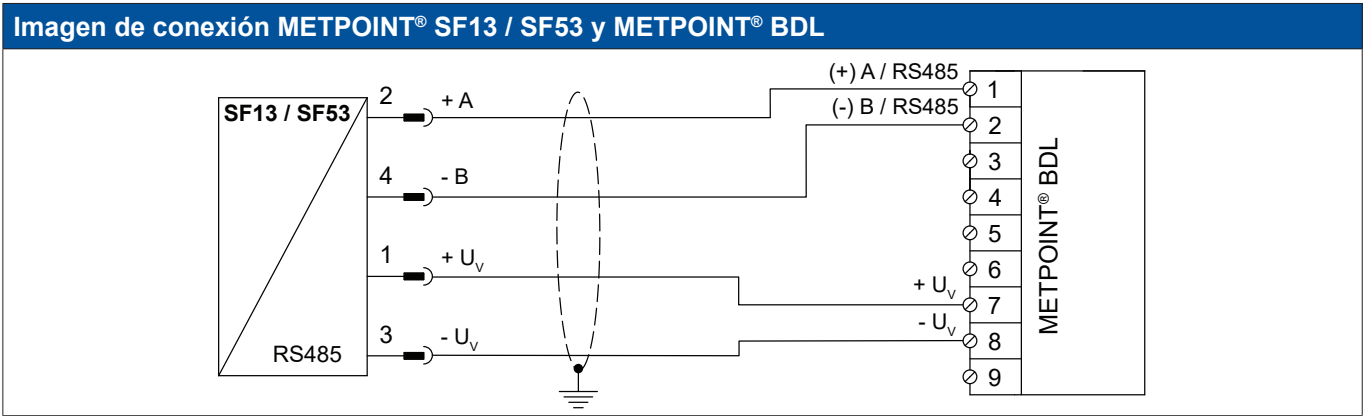 Imagen de conexión METPOINT® SF13 / SF53 y METPOINT® BDL
SF13 / SF53
RS485
2 + A
4 - B
1 + Uv
3 - Uv
(+) A / RS485
(-) B / RS485
+ Uv
- Uv
1
2
3
4
5
6
7
8
9
METPOINT® BDL